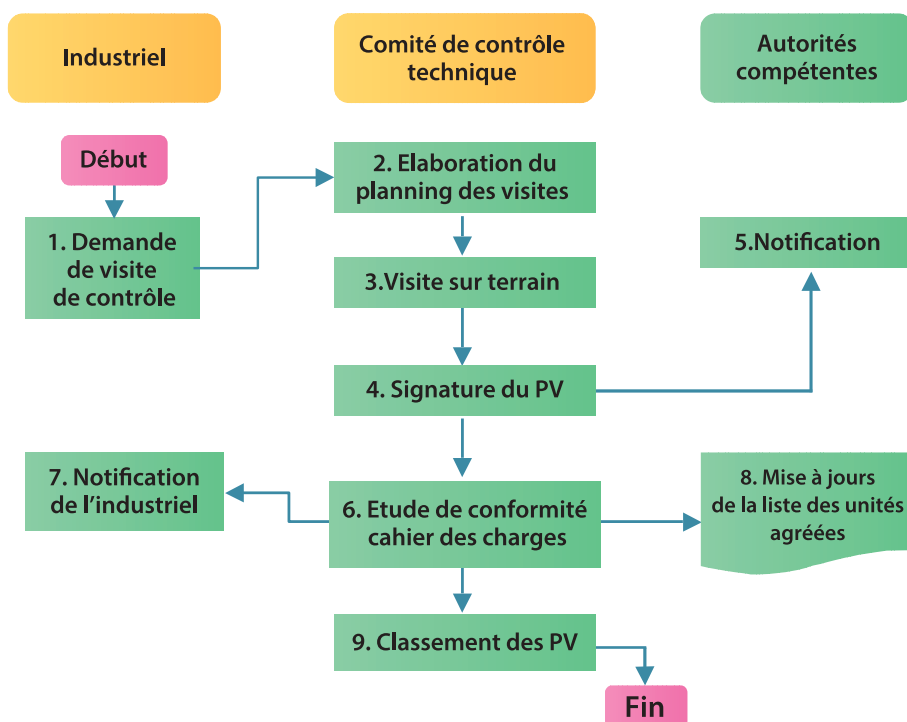 Industriel
Comité de contrôle
technique
Autorités
compétentes
Début
2. Elaboration du
planning des visites
1. Demande
de visite
de contrôle
5.Notification
3.Visite sur terrain
4. Signature du PV
7. Notification
de l'industriel
6. Etude de conformité
cahier des charges
8. Mise à jours
de la liste des unités
agréées
9. Classement des PV
Fin